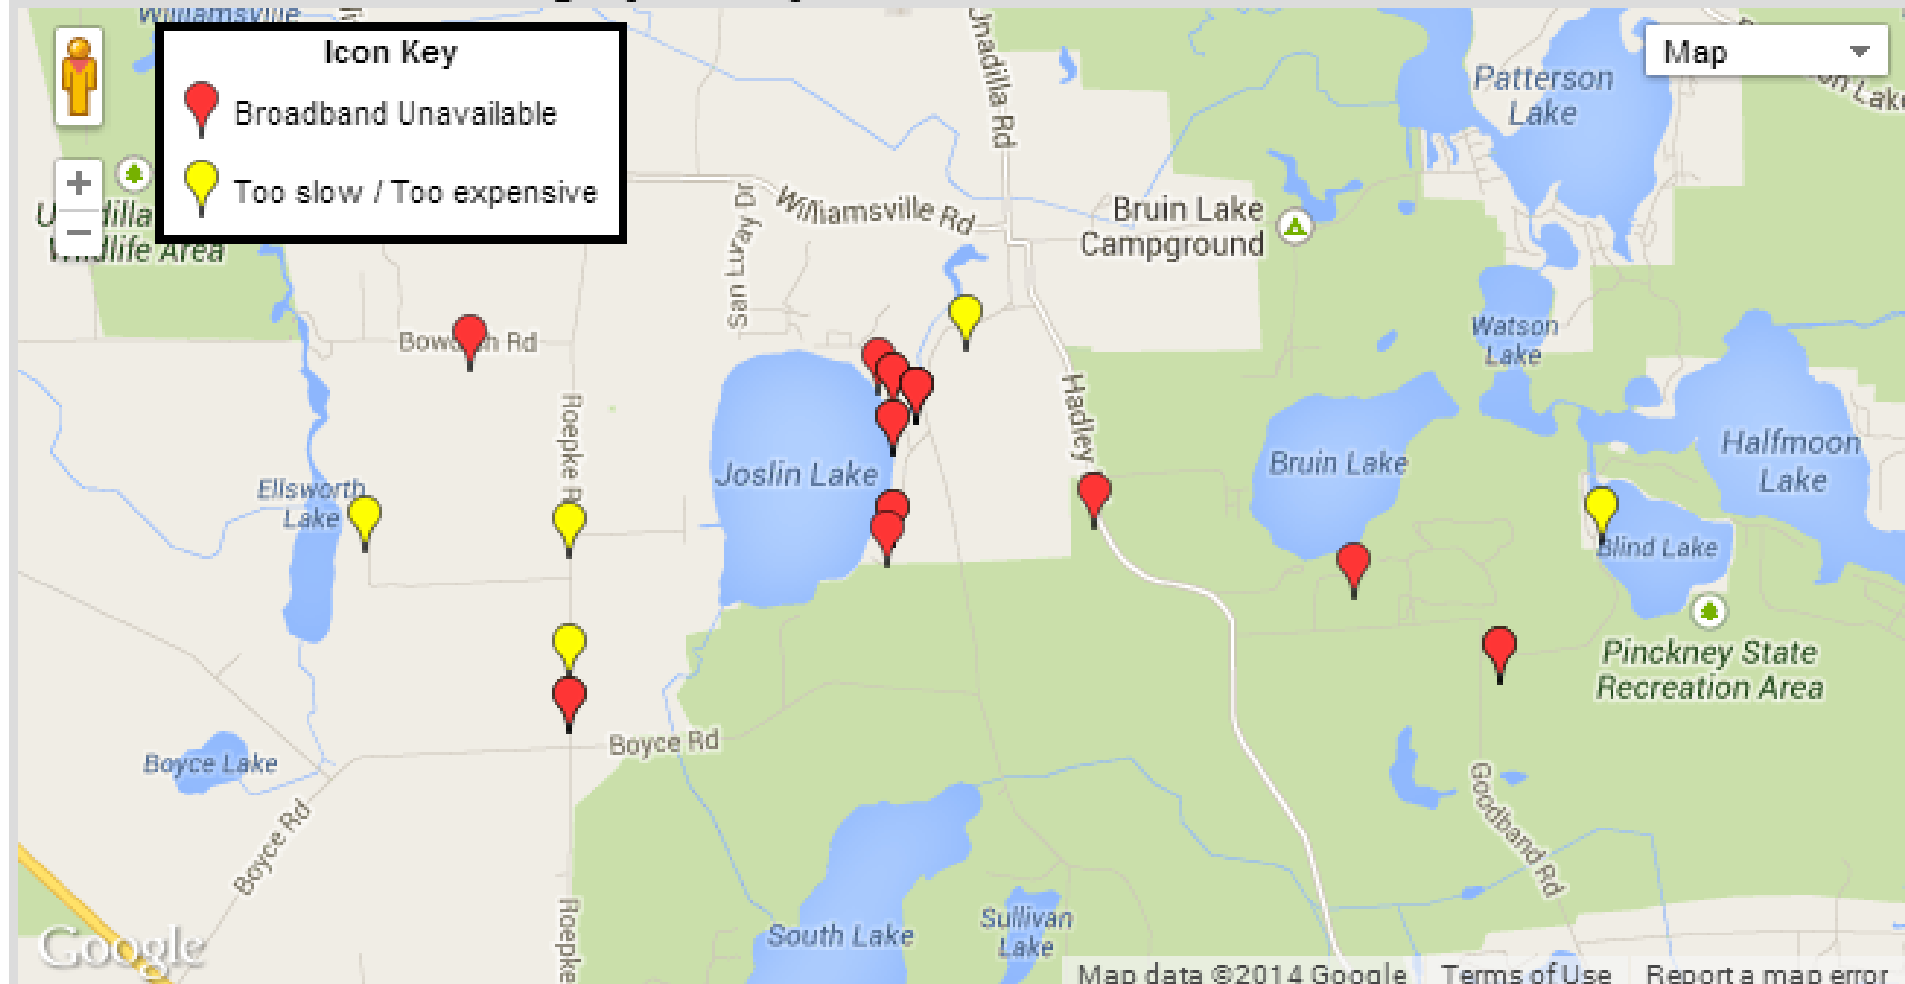 Williamsville
Icon Key
Broadband Unavailable
Too slow / Too expensive
Map
Unadilla Rd
Patterson
Lake
on Lake
Wildlife Area
San Luray Dr
Williamsville Rd
Bruin Lake
Campground
Watson
Lake
Rd
Roepke
Hadley
Halfmoon
Lake
Joslin Lake
Bruin Lake
Ellsworth
Lake
Blind Lake
Pinckney State
Recreation Area
Boyce Rd
Boyce Lake
Goodband Rd
Boyce Rd
Roepke
South Lake
Sullivan
Lake
Google
Map data ©2014 Google
Terms of Use
Report a map error